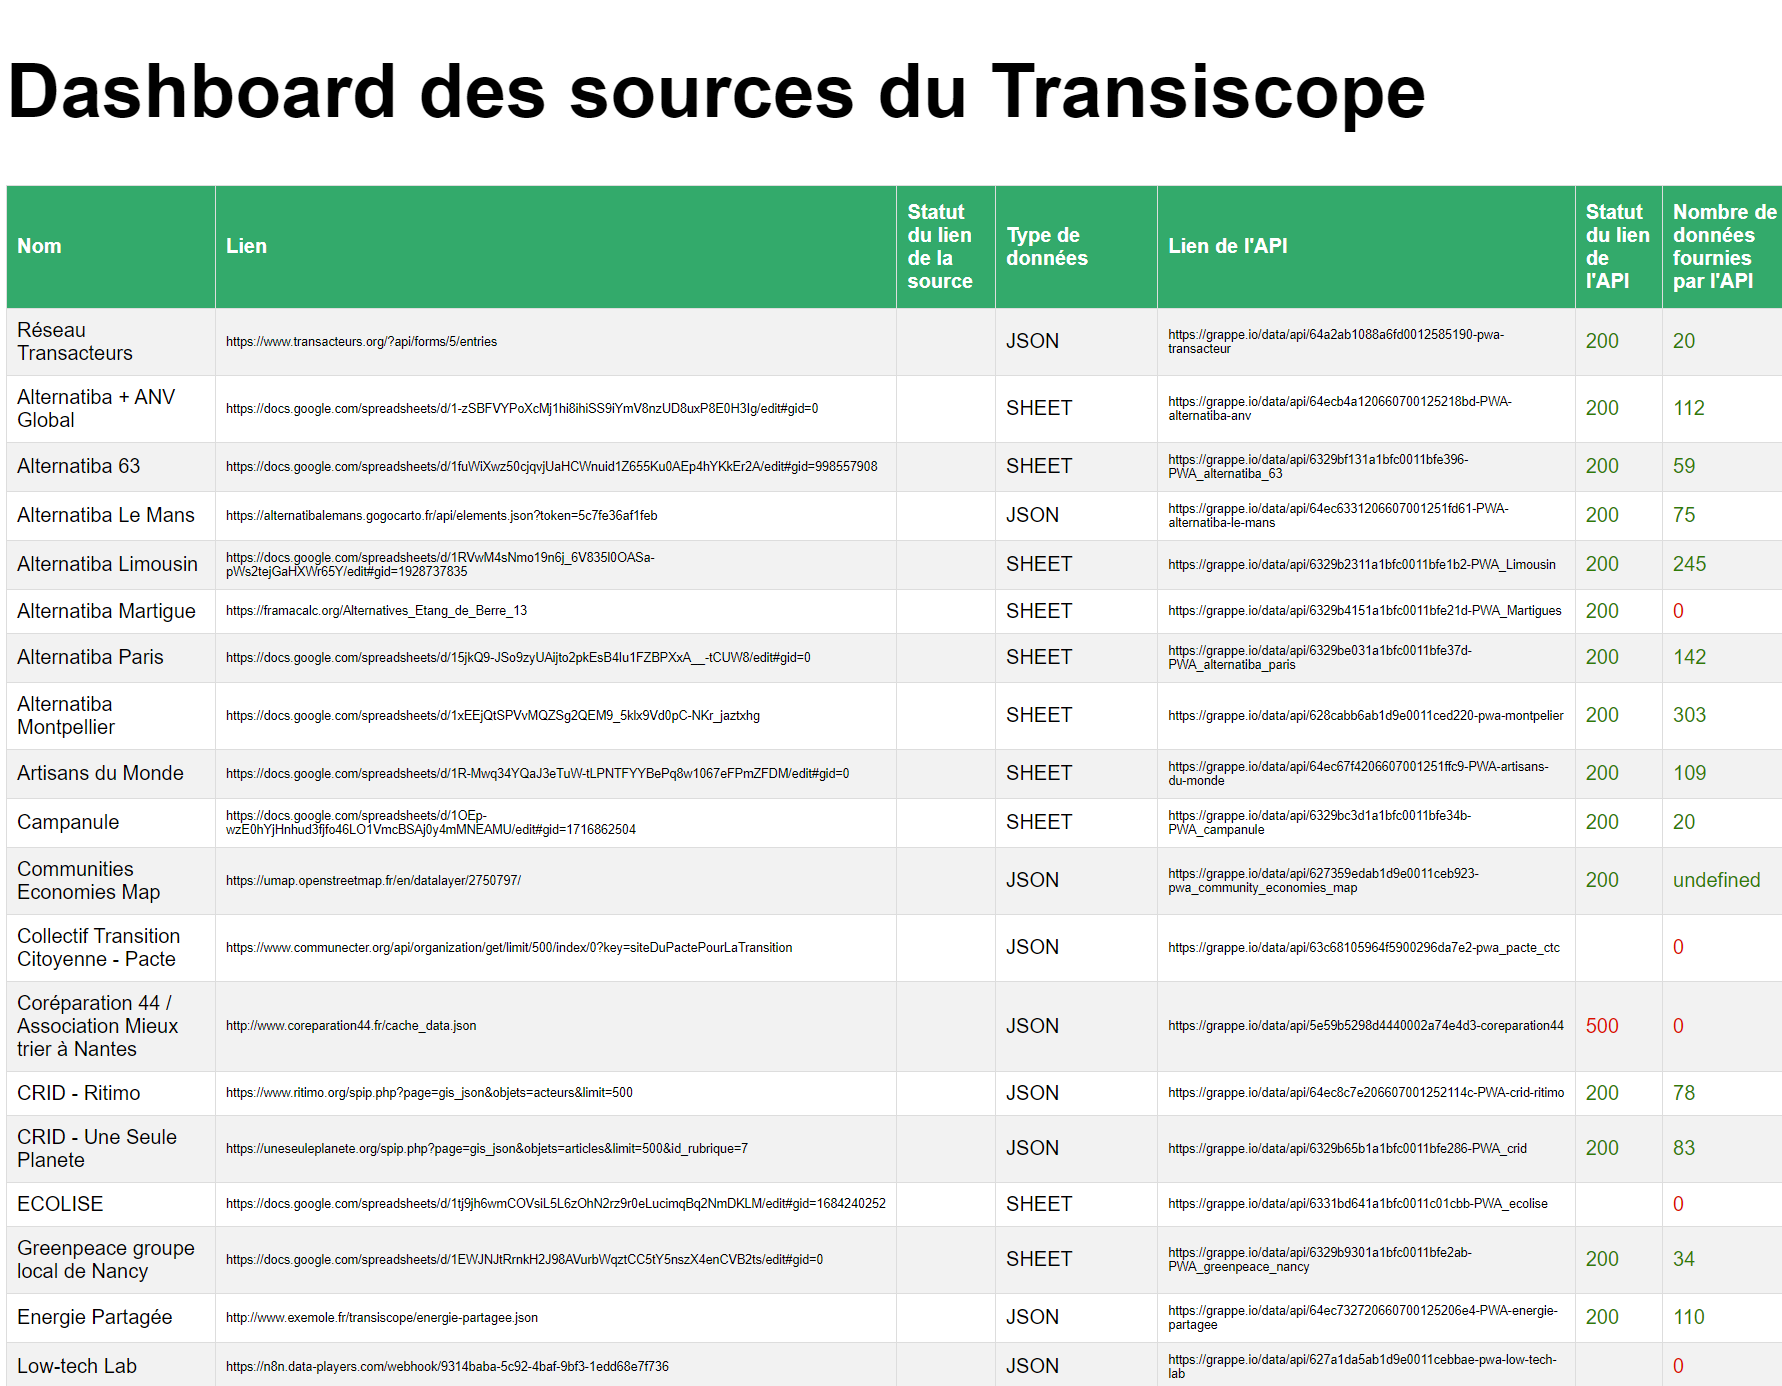 Dashboard des sources du Transiscope
Nom
Lien
Statut
du lien
de la
source
Type de
données
Lien de l'API
Statut
du lien
de
l'API
Nombre de
données
fournies
par l'API
Réseau
Transacteurs
https://www.transacteurs.org/?api/forms/5/entries
JSON
https://grappe.io/data/api/64a2ab1088a6fd0012585190-pwa-
transacteur
200
20
Alternatiba + ANV
Global
https://docs.google.com/spreadsheets/d/1-zSBFVYPoXcMj1hi8ihiSS9iYmV8nzUD8uxP8E0H3Ig/edit#gid=0
SHEET
https://grappe.io/data/api/64ecb4a120660700125218bd-PWA-
alternatiba-anv
200
112
Alternatiba 63
https://docs.google.com/spreadsheets/d/1fuWiXwz50cjqvjUaHCWnuid1Z655Ku0AEp4hYKkEr2A/edit#gid=998557908
SHEET
https://grappe.io/data/api/6329bf131a1bfc0011bfe396-
PWA_alternatiba_63
200
59
Alternatiba Le Mans
https://alternatibalemans.gogocarto.fr/api/elements.json?token=5c7fe36af1feb
JSON
https://grappe.io/data/api/64ec6331206607001251fd61-PWA-
alternatiba-le-mans
200
75
Alternatiba Limousin
https://docs.google.com/spreadsheets/d/1RVwM4sNmo19n6j_6V835l0OASa-
pWs2tejGaHXWr65Y/edit#gid=1928737835
SHEET
https://grappe.io/data/api/6329b2311a1bfc0011bfe1b2-PWA_Limousin
200
245
Alternatiba Martigue
https://framacalc.org/Alternatives_Etang_de_Berre_13
SHEET
https://grappe.io/data/api/6329b4151a1bfc0011bfe21d-PWA_Martigues
200
0
Alternatiba Paris
https://docs.google.com/spreadsheets/d/15jkQ9-JSo9zyUAijto2pkEsB4Iu1FZBPXxA__-tCUW8/edit#gid=0
SHEET
https://grappe.io/data/api/6329be031a1bfc0011bfe37d-
PWA_alternatiba_paris
200
142
Alternatiba
Montpellier
https://docs.google.com/spreadsheets/d/1xEEjQtSPVvMQZSg2QEM9_5klx9Vd0pC-NKr_jaztxhg
SHEET
https://grappe.io/data/api/628cabb6ab1d9e0011ced220-pwa-montpelier
200
303
Artisans du Monde
https://docs.google.com/spreadsheets/d/1R-Mwq34YQaJ3eTuW-tLPNTFYYBePq8w1067eFPmZFDM/edit#gid=0
SHEET
https://grappe.io/data/api/64ec67f4206607001251ffc9-PWA-artisans-
du-monde
200
109
Campanule
https://docs.google.com/spreadsheets/d/1OEp-
wzE0hYjHnhud3fjfo46LO1VmcBSAj0y4mMNEAMU/edit#gid=1716862504
SHEET
https://grappe.io/data/api/6329bc3d1a1bfc0011bfe34b-
PWA_campanule
200
20
Communities
Economies Map
https://umap.openstreetmap.fr/en/datalayer/2750797/
JSON
https://grappe.io/data/api/627359edab1d9e0011ceb923-
pwa_community_economies_map
200
undefined
Collectif Transition
Citoyenne - Pacte
https://www.communecter.org/api/organization/get/limit/500/index/0?key=siteDuPactePourLaTransition
JSON
https://grappe.io/data/api/63c68105964f5900296da7e2-pwa_pacte_ctc
0
Coréparation 44 /
Association Mieux
trier à Nantes
http://www.coreparation44.fr/cache_data.json
JSON
https://grappe.io/data/api/5e59b5298d4440002a74e4d3-coreparation44
500
0
CRID - Ritimo
https://www.ritimo.org/spip.php?page=gis_json&objets=acteurs&limit=500
JSON
https://grappe.io/data/api/64ec8c7e206607001252114c-PWA-crid-ritimo
200
78
CRID - Une Seule
Planete
https://uneseuleplanete.org/spip.php?page=gis_json&objets=articles&limit=500&id_rubrique=7
JSON
https://grappe.io/data/api/6329b65b1a1bfc0011bfe286-PWA_crid
200
83
ECOLISE
https://docs.google.com/spreadsheets/d/1tj9jh6wmCOVsiL5L6zOhN2rz9r0eLucimqBq2NmDKLM/edit#gid=1684240252
SHEET
https://grappe.io/data/api/6331bd641a1bfc0011c01cbb-PWA_ecolise
0
Greenpeace groupe
local de Nancy
https://docs.google.com/spreadsheets/d/1EWJNJtRrnkH2J98AVurbWqztCC5tY5nszX4enCVB2ts/edit#gid=0
SHEET
https://grappe.io/data/api/6329b9301a1bfc0011bfe2ab-
PWA_greenpeace_nancy
200
34
Energie Partagée
http://www.exemole.fr/transiscope/energie-partagee.json
JSON
https://grappe.io/data/api/64ec732720660700125206e4-PWA-energie-
partagee
200
110
Low-tech Lab
https://n8n.data-players.com/webhook/9314baba-5c92-4baf-9bf3-1edd68e7f736
JSON
https://grappe.io/data/api/627a1da5ab1d9e0011cebbae-pwa-low-tech-
lab
0